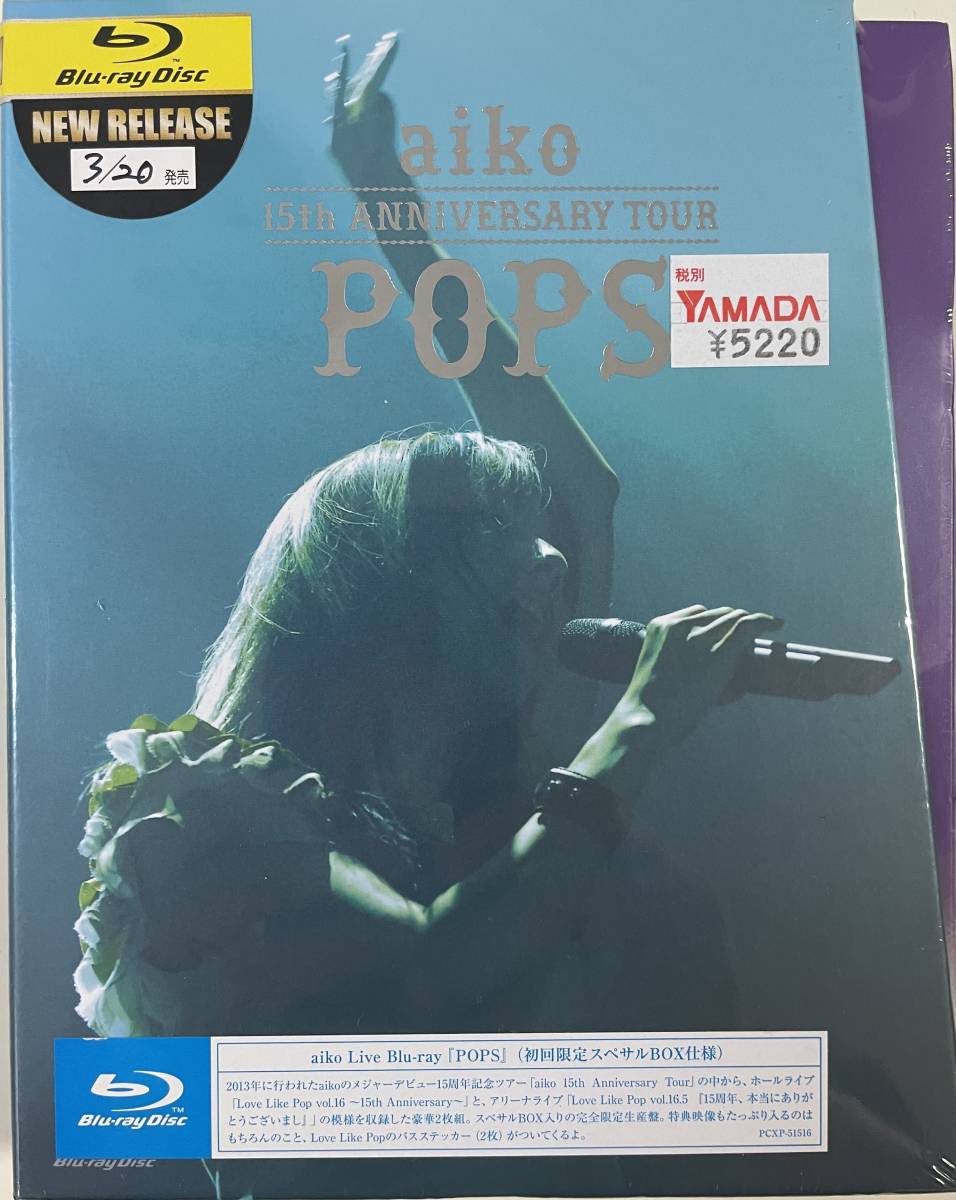 Blu-ray Disc
TM
NEW RELEASE
3/20 発売
aiko
15th ANNIVERSARY TOUR
POPS
税別
YAMADA
¥5220
Blu-ray Disc
aiko Live Blu-ray『POPS』(初回限定スペサルBOX仕様)
2013年に行われたaikoのメジャーデビュー15周年記念ツアー「aiko 15th Anniversary Tour」の中から、ホールライブ
「Love Like Pop vol.16 ～15th Anniversary～」と、アリーナライブ「Love Like Pop vol.16.5 『15周年、本当にありが
とうございまし』」の模様を収録した豪華2枚組。スペサルBOX入りの完全限定生産盤。特典映像もたっぷり入るのは
もちろんのこと、Love Like Popのパスステッカー(2枚)がついてくるよ。
PCXP-51516
Blu-ray Disc